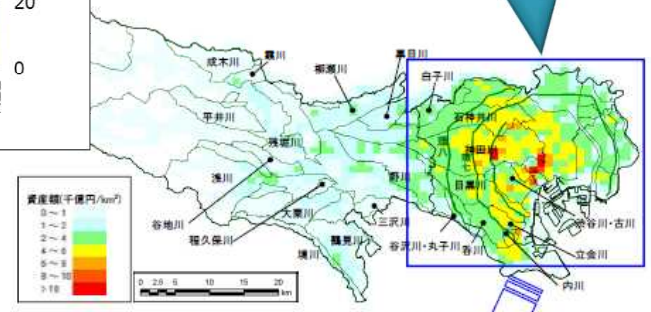 20
0
成木川
霞川
柳瀬川
黒目川
白子川
石神井川
平井川
残堀川
神田川
環八
環七
秋川
野川
目黒川
谷地川
程久保川
大栗川
三沢川
鶴見川
境川
谷沢川・丸子川
呑川
渋谷川・古川
立会川
内川
資産額(千億円/km²)
0~1
1~2
2~4
4~6
6~8
8~10
>10
0 2.5 5 10 15 20
km